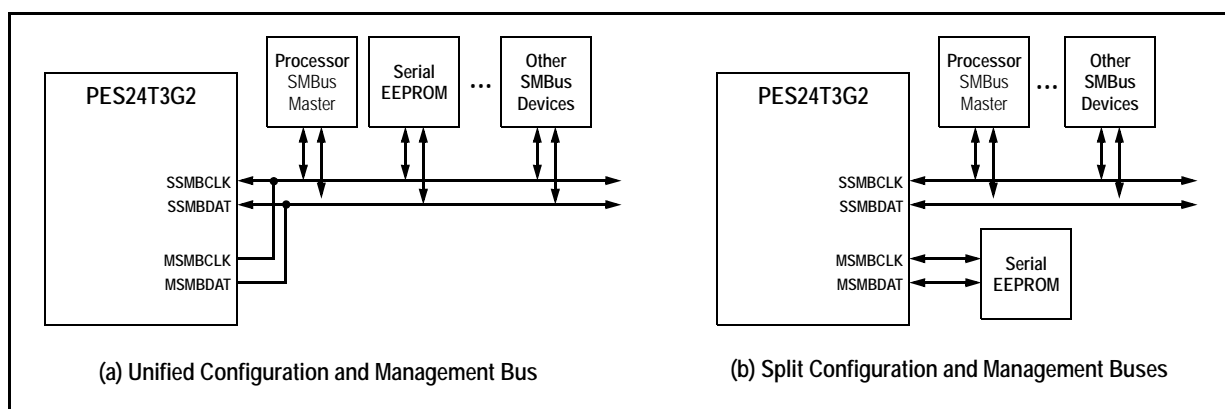 PES24T3G2
Processor
SMBus
Master
Serial
EEPROM
...
Other
SMBus
Devices
SSMBCLK
SSMBDAT
MSMBCLK
MSMBDAT
(a) Unified Configuration and Management Bus
PES24T3G2
Processor
SMBus
Master
...
Other
SMBus
Devices
SSMBCLK
SSMBDAT
MSMBCLK
MSMBDAT
Serial
EEPROM
(b) Split Configuration and Management Buses